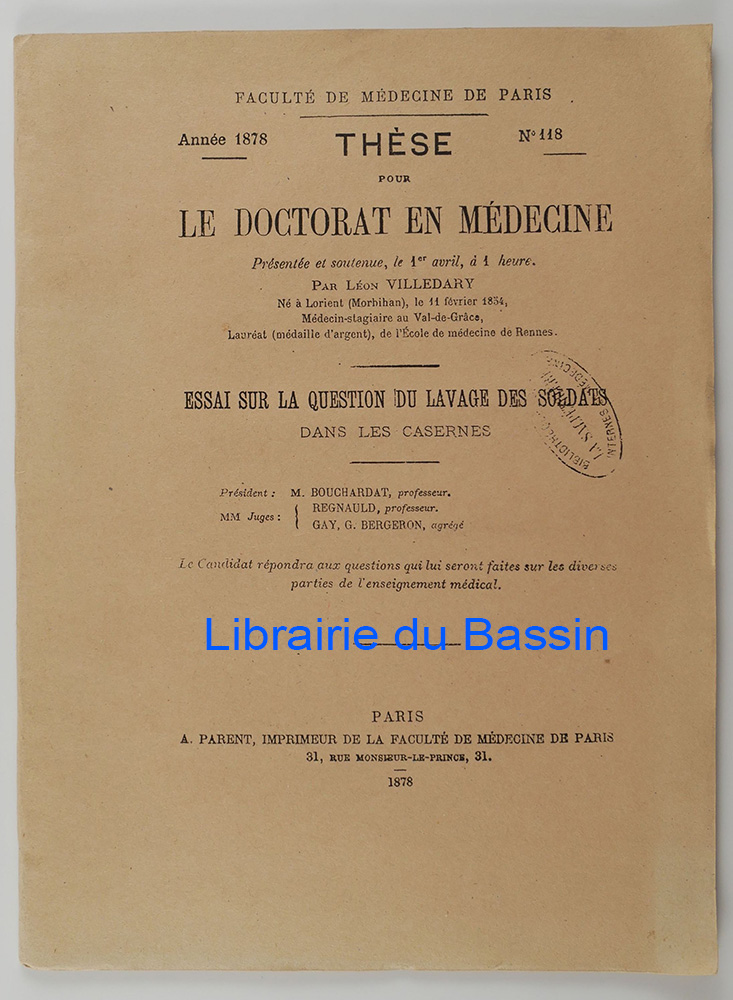 FACULTÉ DE MÉDECINE DE PARIS
Année 1878 THÈSE N° 118
POUR
LE DOCTORAT EN MÉDECINE
Présentée et soutenue, le 1er avril, à 1 heure.
PAR LÉON VILLEDARY
Né à Lorient (Morbihan), le 11 février 1854,
Médecin-stagiaire au Val-de-Grâce,
Lauréat (médaille d'argent), de l'École de médecine de Rennes.
ESSAI SUR LA QUESTION DU LAVAGE DES SOLDATS
DANS LES CASERNES
INTERNES MÉDECINE
LA SALPÊTRIÈRE
Président : M. BOUCHARDAT, professeur.
MM Juges : { REGNAULD, professeur.
GAY, G. BERGERON, agrégé
Le Candidat répondra aux questions qui lui seront faites sur les diverses
parties de l'enseignement médical.
Librairie du Bassin
PARIS
A. PARENT, IMPRIMEUR DE LA FACULTÉ DE MÉDECINE DE PARIS
31, RUE MONSIEUR-LE-PRINCE, 31.
1878